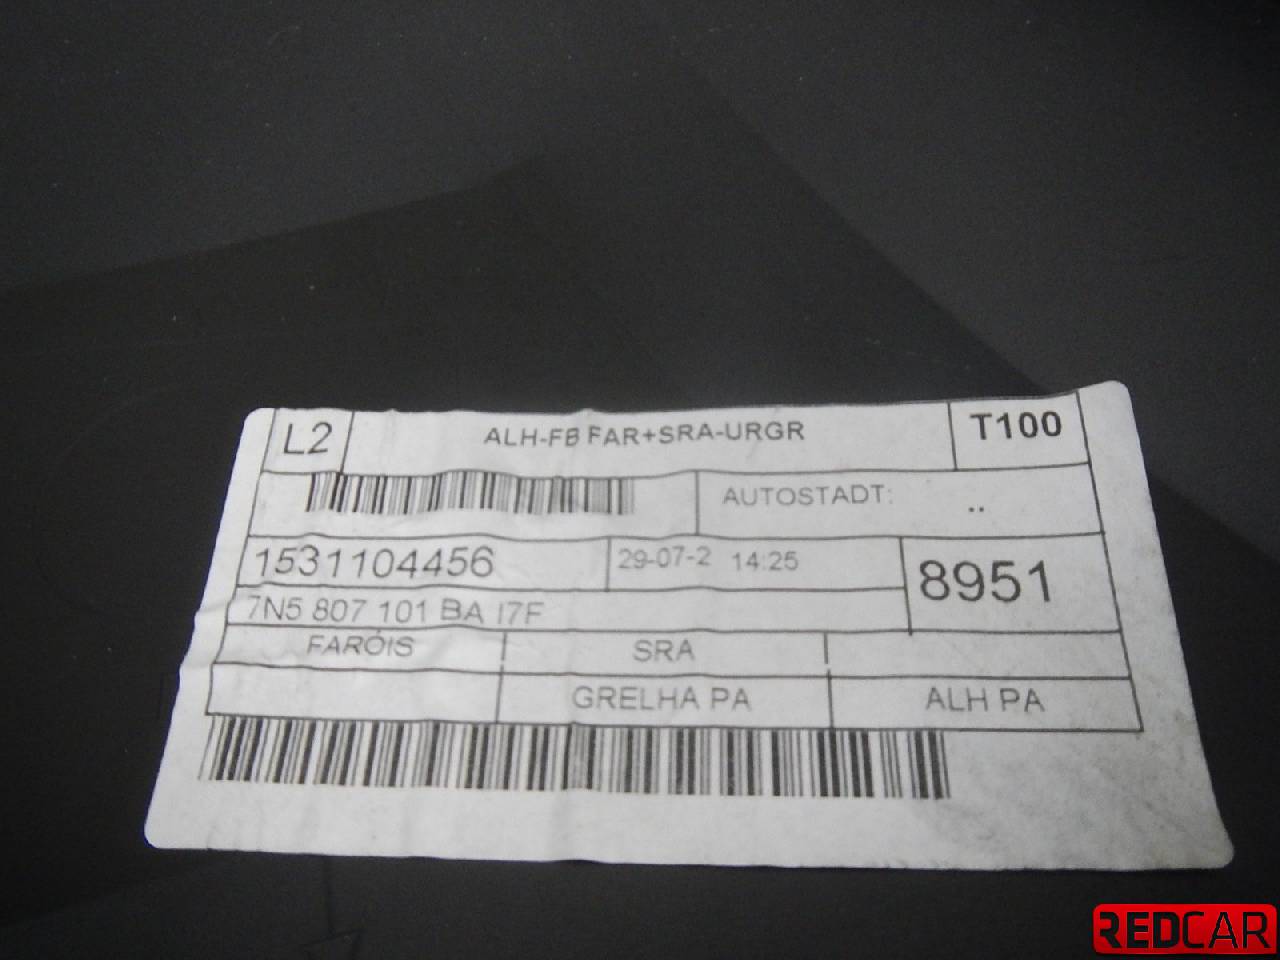 L2 ALH-FB FAR+SRA-URGR T100
AUTOSTADT: ..
1531104456 29-07-2 14:25 8951
7N5 807 101 BA I7F
FARÓIS SRA
GRELHA PA ALH PA
REDCAR